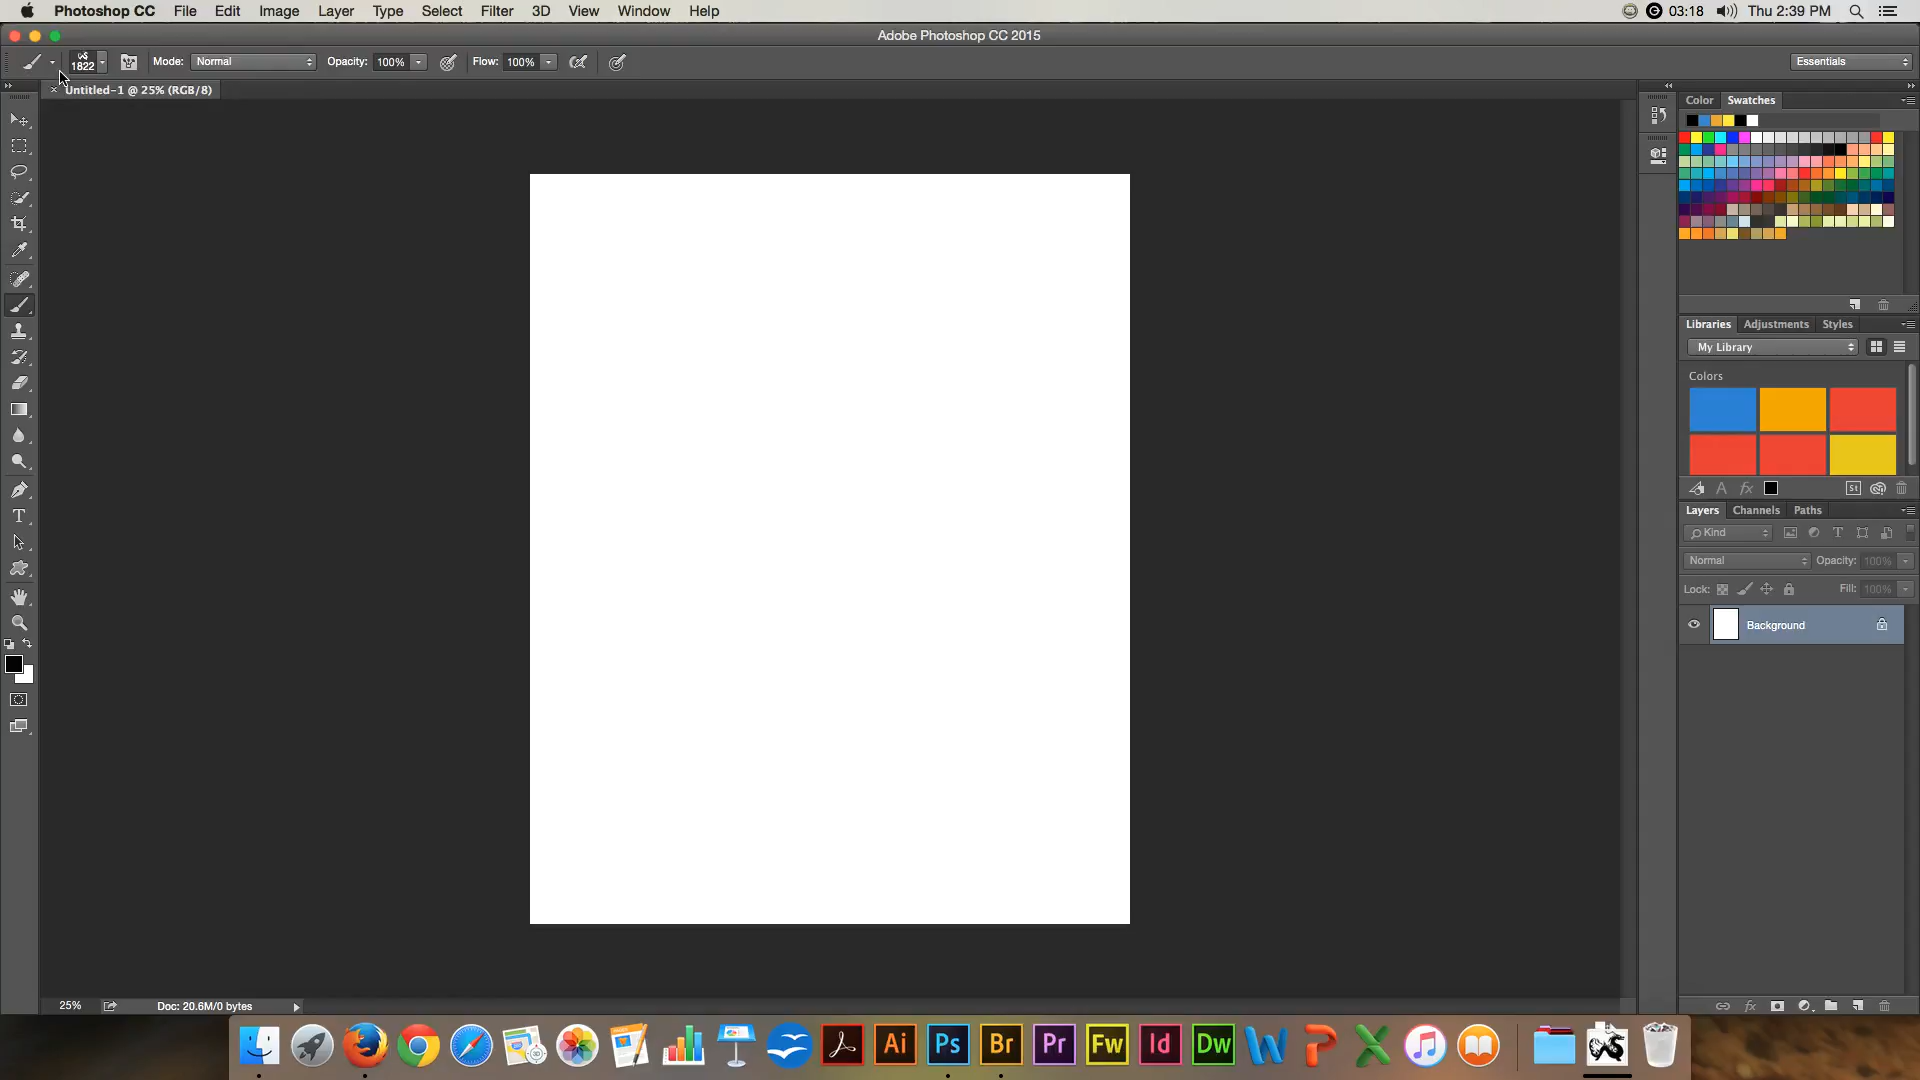 Photoshop CC File Edit Image Layer Type Select Filter 3D View Window Help 03:18 Thu 2:39 PM
Adobe Photoshop CC 2015
1822 Mode: Normal Opacity: 100% Flow: 100% Essentials
× Untitled-1 @ 25% (RGB/8)
Color Swatches
Libraries Adjustments Styles
My Library
Colors
St
Layers Channels Paths
Kind
Normal Opacity: 100%
Lock: Fill: 100%
Background
25% Doc: 20.6M/0 bytes
Ai Ps Br Pr Fw Id Dw